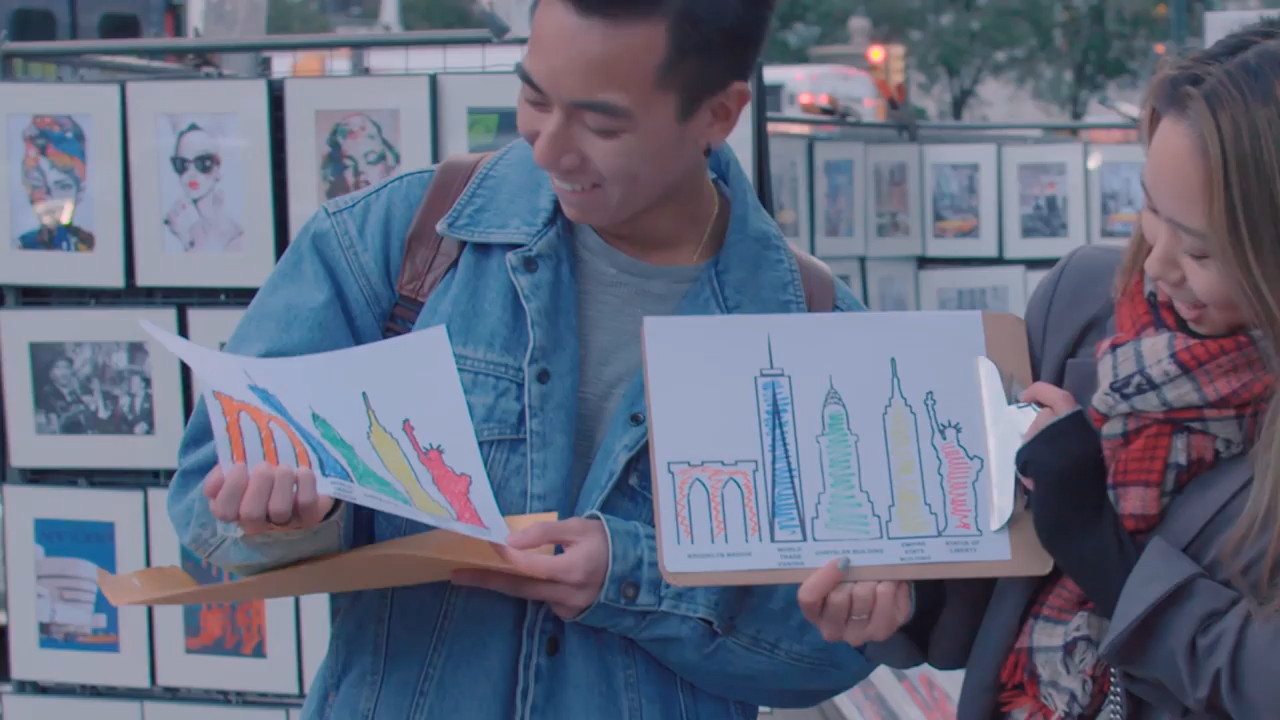 BROOKLYN BRIDGE
WORLD
TRADE
CENTER
CHRYSLER BUILDING
EMPIRE
STATE
BUILDING
STATUE OF
LIBERTY